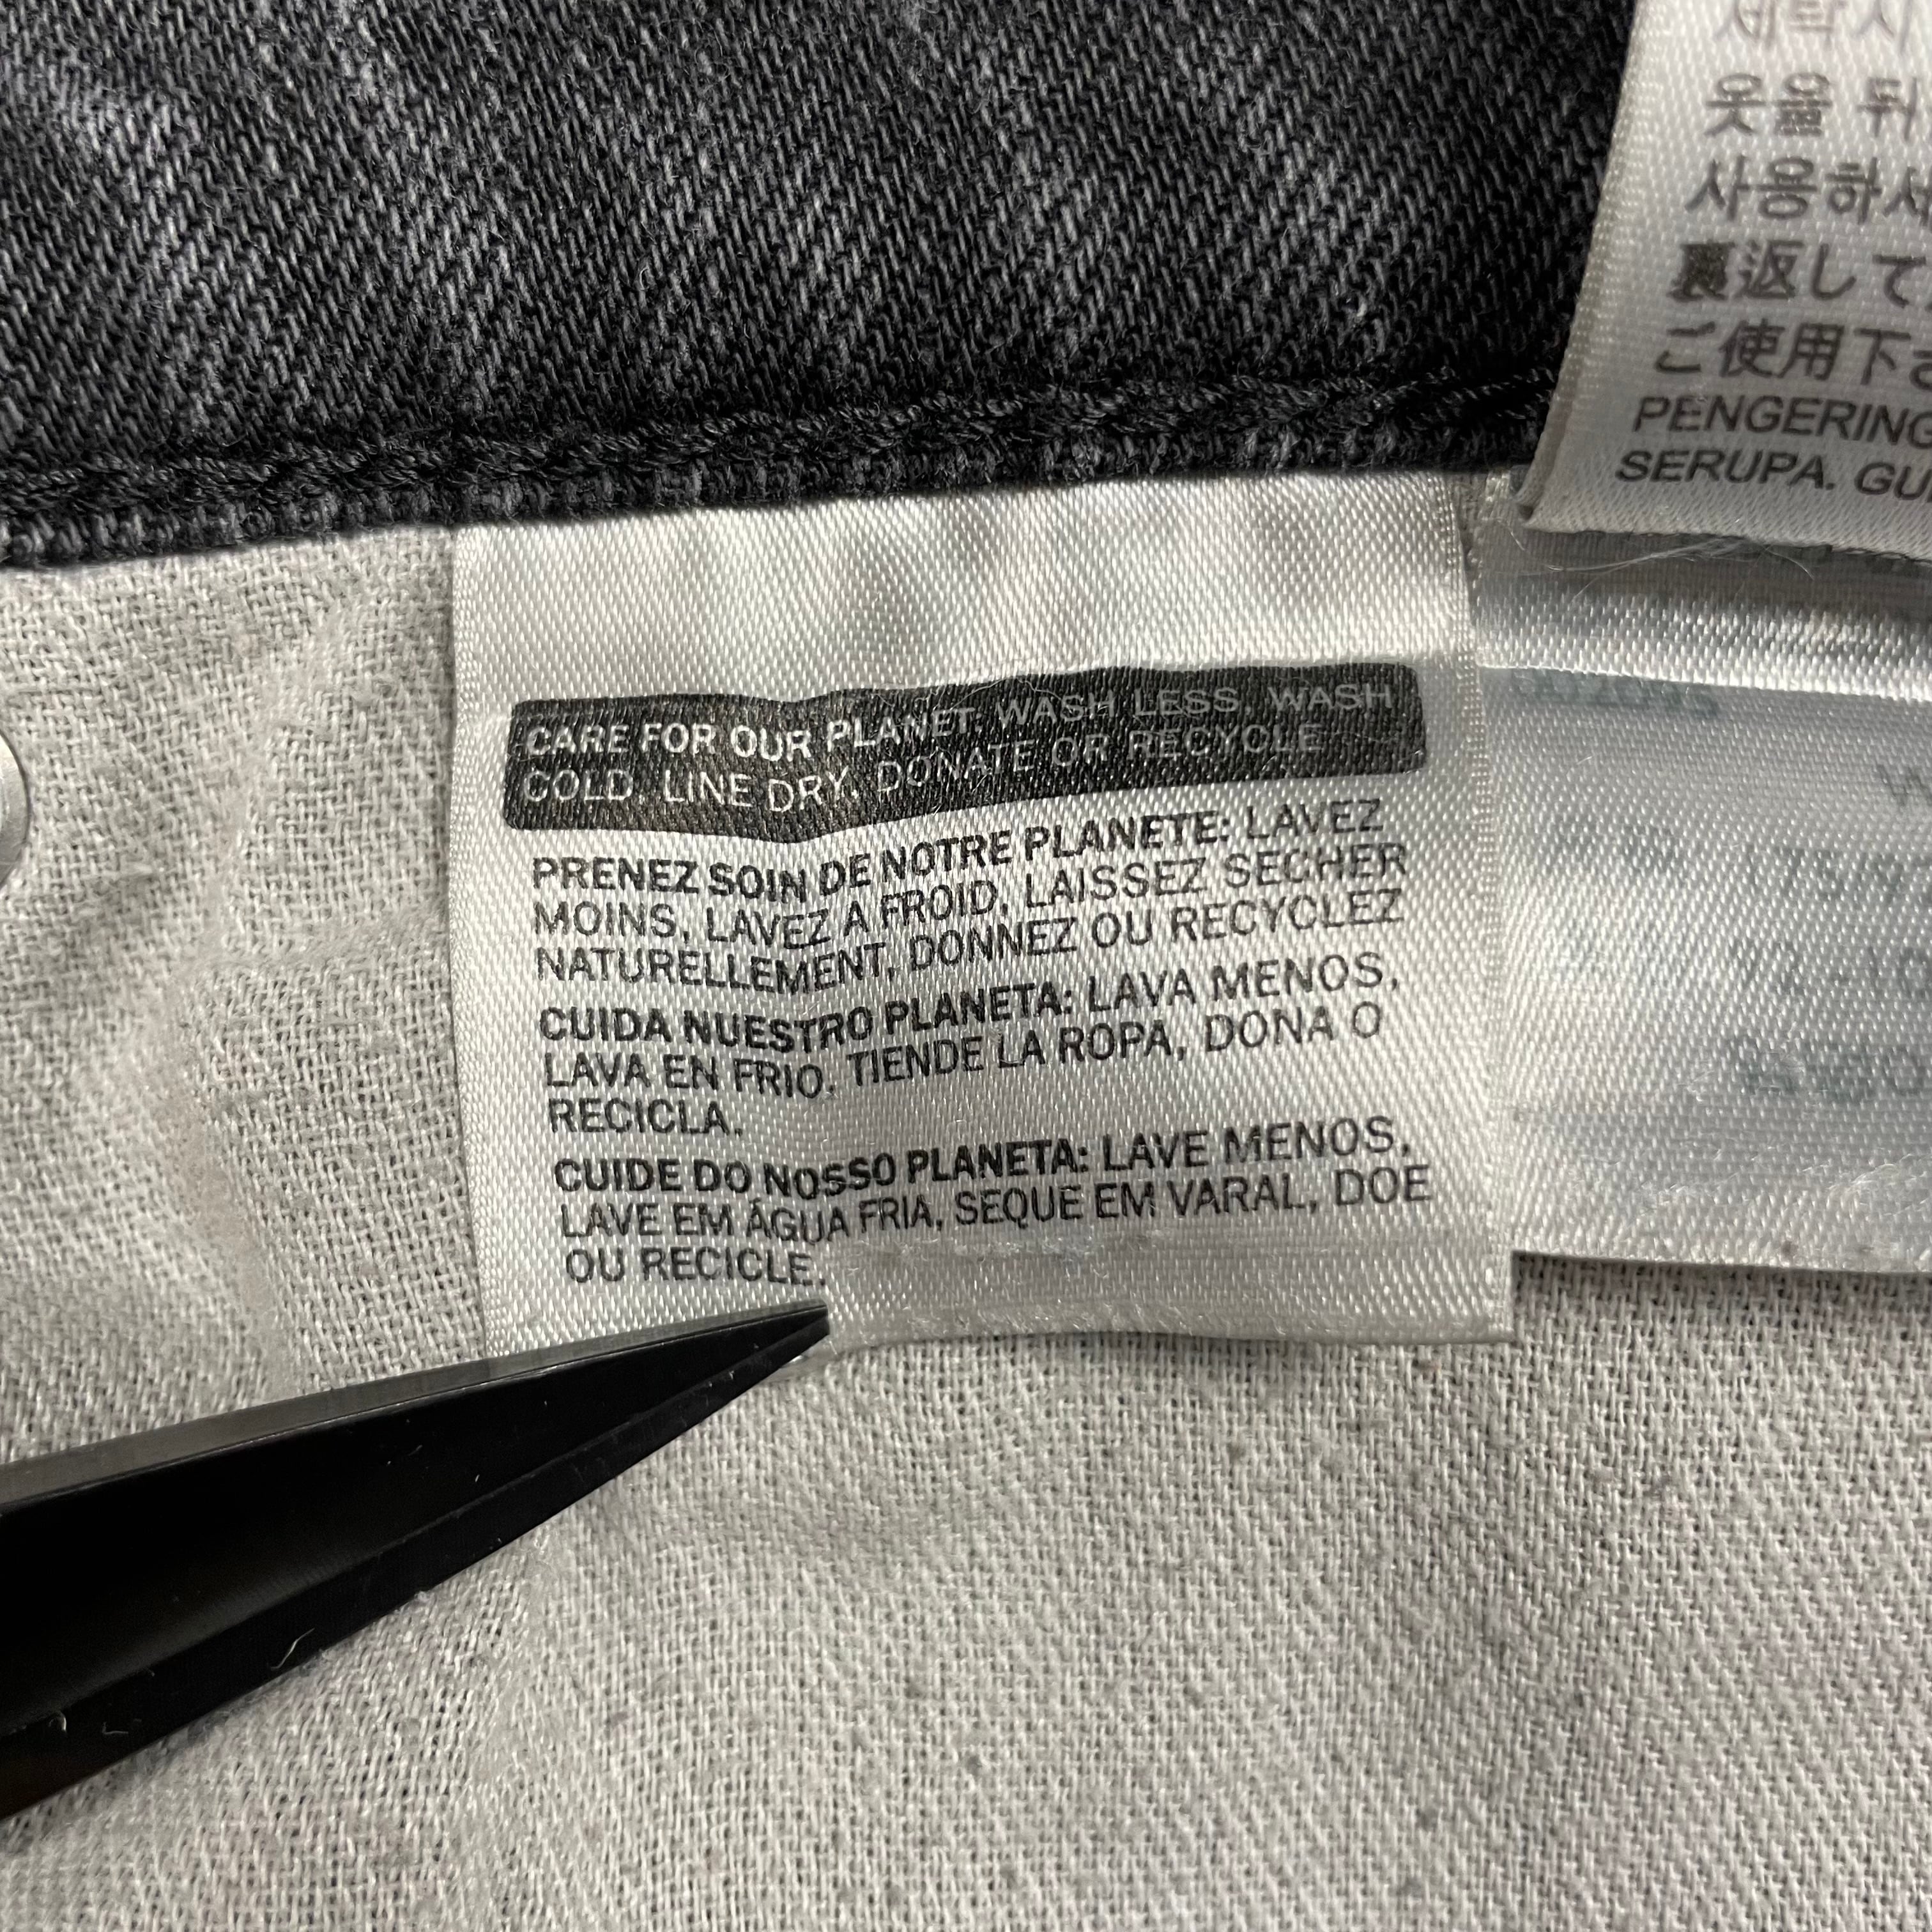 CARE FOR OUR PLANET: WASH LESS, WASH
COLD, LINE DRY, DONATE OR RECYCLE
PRENEZ SOIN DE NOTRE PLANETE: LAVEZ
MOINS, LAVEZ A FROID, LAISSEZ SECHER
NATURELLEMENT, DONNEZ OU RECYCLEZ
CUIDA NUESTRO PLANETA: LAVA MENOS,
LAVA EN FRIO, TIENDE LA ROPA, DONA O
RECICLA.
CUIDE DO NOSSO PLANETA: LAVE MENOS,
LAVE EM ÁGUA FRIA, SEQUE EM VARAL, DOE
OU RECICLE.
세탁시
옷을 뒤
사용하
裏返して
ご使用下
PENGERING
SERUPA. GU